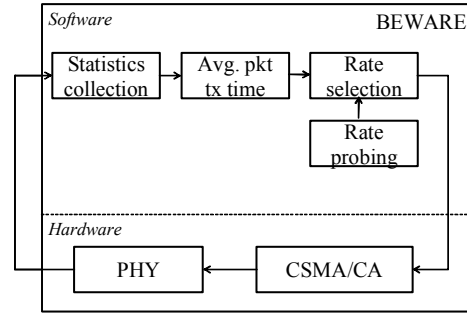 Software
BEWARE
Statistics
collection
Avg. pkt
tx time
Rate
selection
Rate
probing
Hardware
PHY
CSMA/CA